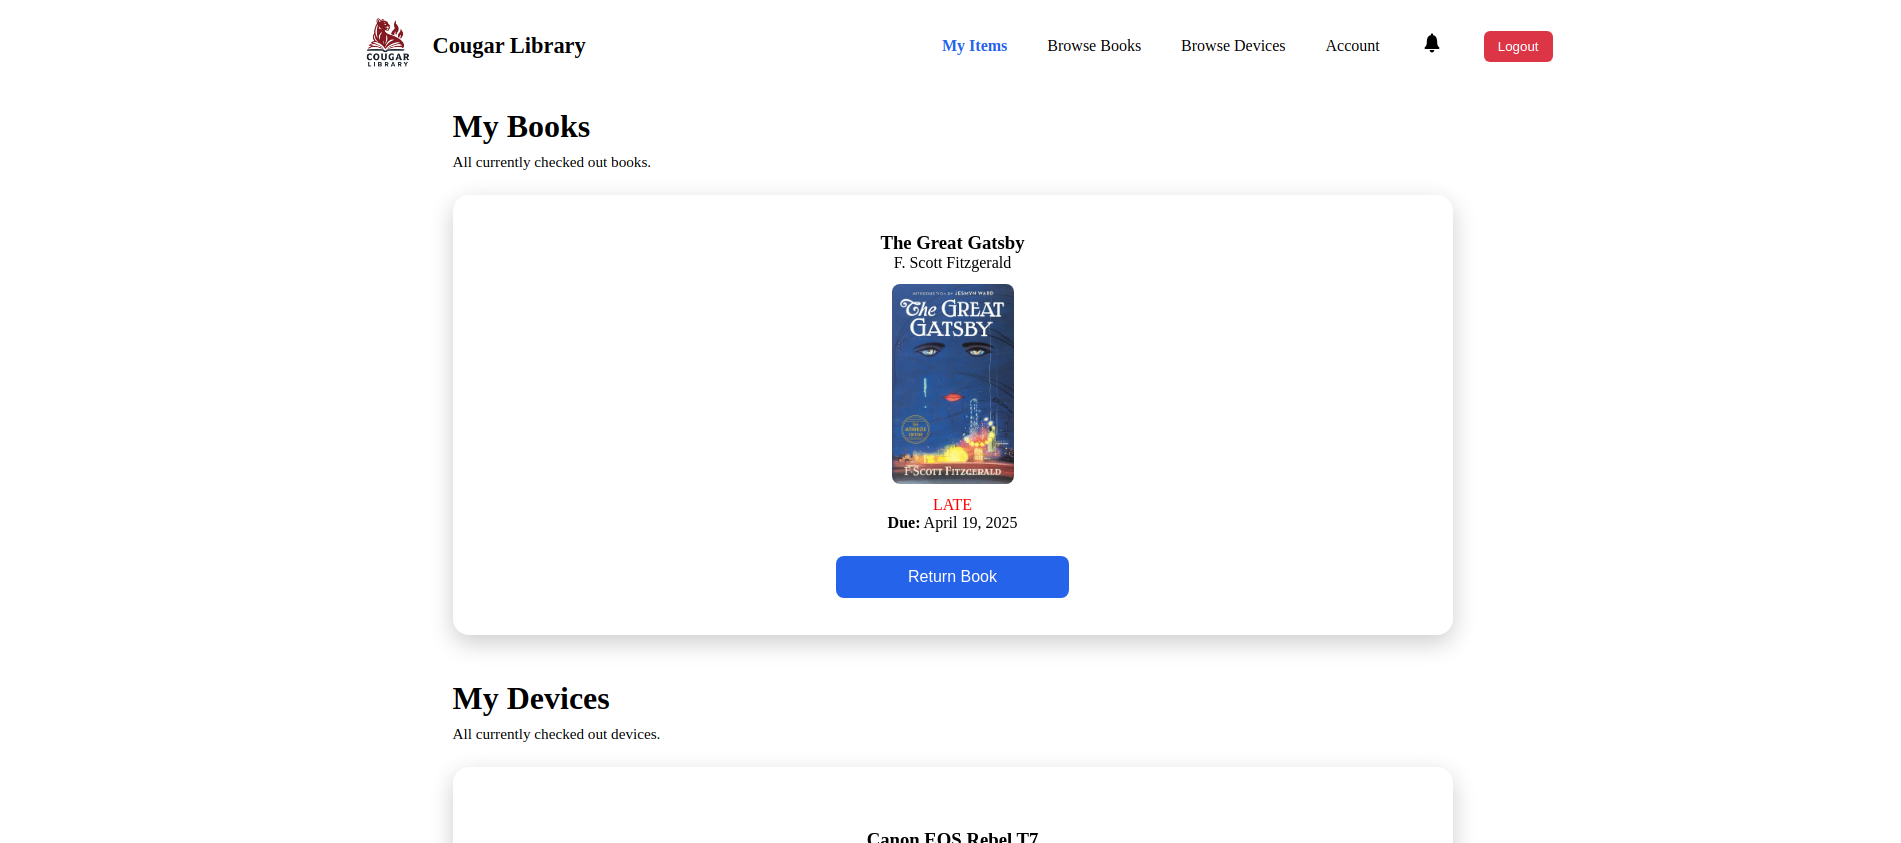 COUGAR
LIBRARY
Cougar Library
My Items
Browse Books
Browse Devices
Account
Logout
My Books
All currently checked out books.
The Great Gatsby
F. Scott Fitzgerald
INTRODUCTION BY JESMYN WARD
The GREAT
GATSBY
F. SCOTT FITZGERALD
LATE
Due: April 19, 2025
Return Book
My Devices
All currently checked out devices.
Canon EOS Rebel T7